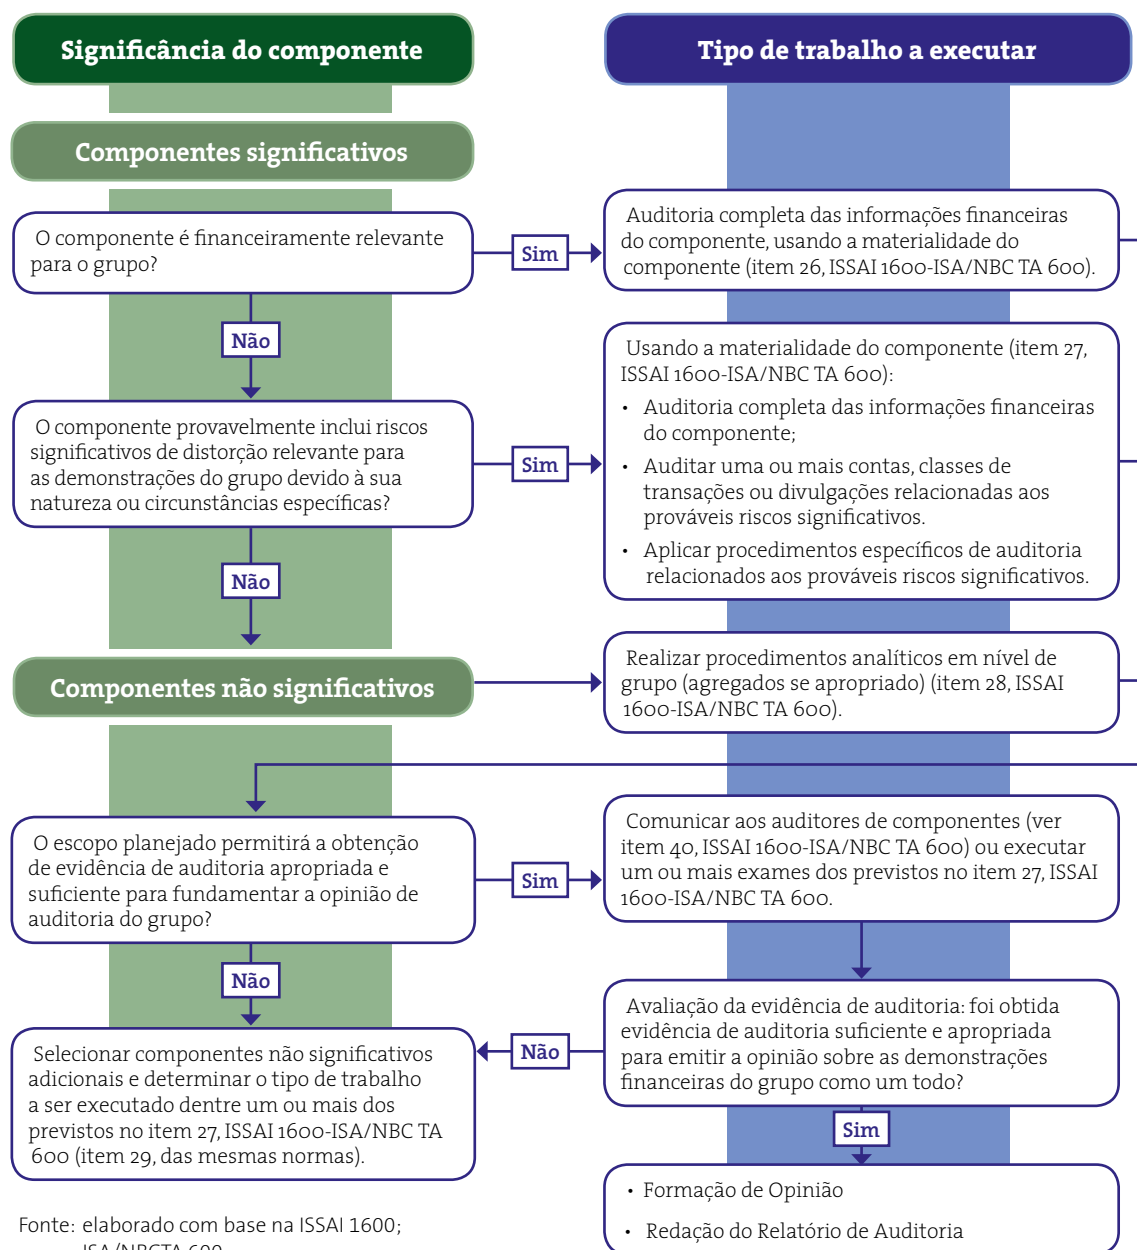 Significância do componente
Tipo de trabalho a executar
Componentes significativos
O componente é financeiramente relevante
para o grupo?
Sim
Auditoria completa das informações financeiras
do componente, usando a materialidade do
componente (item 26, ISSAI 1600-ISA/NBC TA 600).
Não
O componente provavelmente inclui riscos
significativos de distorção relevante para
as demonstrações do grupo devido à sua
natureza ou circunstâncias específicas?
Sim
Usando a materialidade do componente (item 27,
ISSAI 1600-ISA/NBC TA 600):
• Auditoria completa das informações financeiras
do componente;
• Auditar uma ou mais contas, classes de
transações ou divulgações relacionadas aos
prováveis riscos significativos.
• Aplicar procedimentos específicos de auditoria
relacionados aos prováveis riscos significativos.
Não
Componentes não significativos
Realizar procedimentos analíticos em nível de
grupo (agregados se apropriado) (item 28, ISSAI
1600-ISA/NBC TA 600).
O escopo planejado permitirá a obtenção
de evidência de auditoria apropriada e
suficiente para fundamentar a opinião de
auditoria do grupo?
Sim
Comunicar aos auditores de componentes (ver
item 40, ISSAI 1600-ISA/NBC TA 600) ou executar
um ou mais exames dos previstos no item 27, ISSAI
1600-ISA/NBC TA 600.
Não
Selecionar componentes não significativos
adicionais e determinar o tipo de trabalho
a ser executado dentre um ou mais dos
previstos no item 27, ISSAI 1600-ISA/NBC TA
600 (item 29, das mesmas normas).
Não
Avaliação da evidência de auditoria: foi obtida
evidência de auditoria suficiente e apropriada
para emitir a opinião sobre as demonstrações
financeiras do grupo como um todo?
Sim
• Formação de Opinião
• Redação do Relatório de Auditoria
Fonte: elaborado com base na ISSAI 1600;
ISA/NBCTA 600